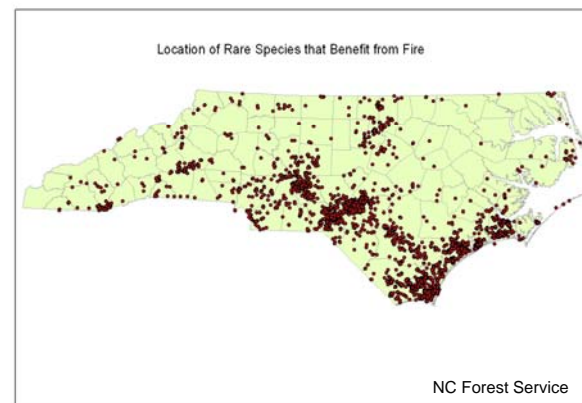 Location of Rare Species that Benefit from Fire
NC Forest Service